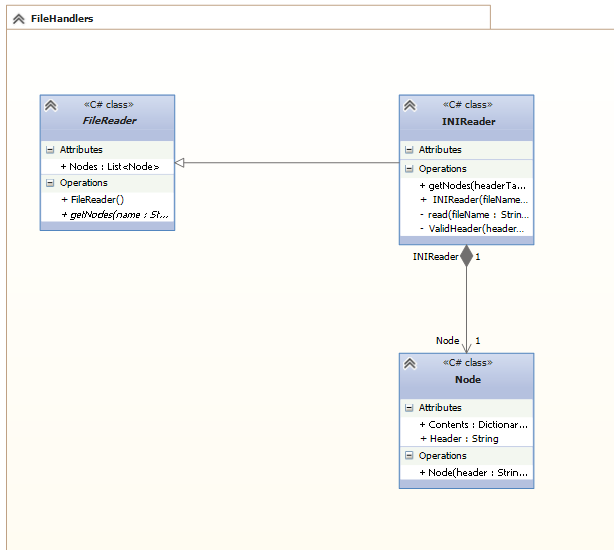 FileHandlers
«C# class»
FileReader
Attributes
+ Nodes : List<Node>
Operations
+ FileReader()
+ getNodes(name : St...
«C# class»
INIReader
Attributes
Operations
+ getNodes(headerTa...
+ INIReader(fileName...
- read(fileName : Strin...
- ValidHeader(header...
INIReader 1
Node 1
«C# class»
Node
Attributes
+ Contents : Dictionar...
+ Header : String
Operations
+ Node(header : Strin...